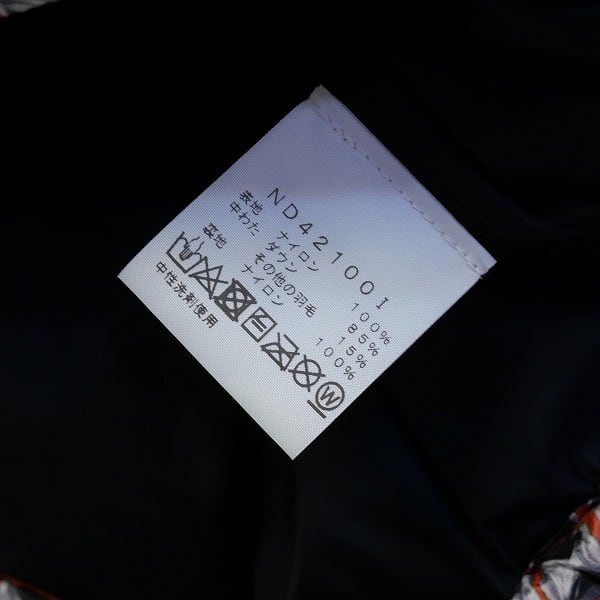 ND42100I
表地 ナイロン 100%
中わた ダウン 85%
その他の羽毛 15%
裏地 ナイロン 100%
W
中性洗剤使用